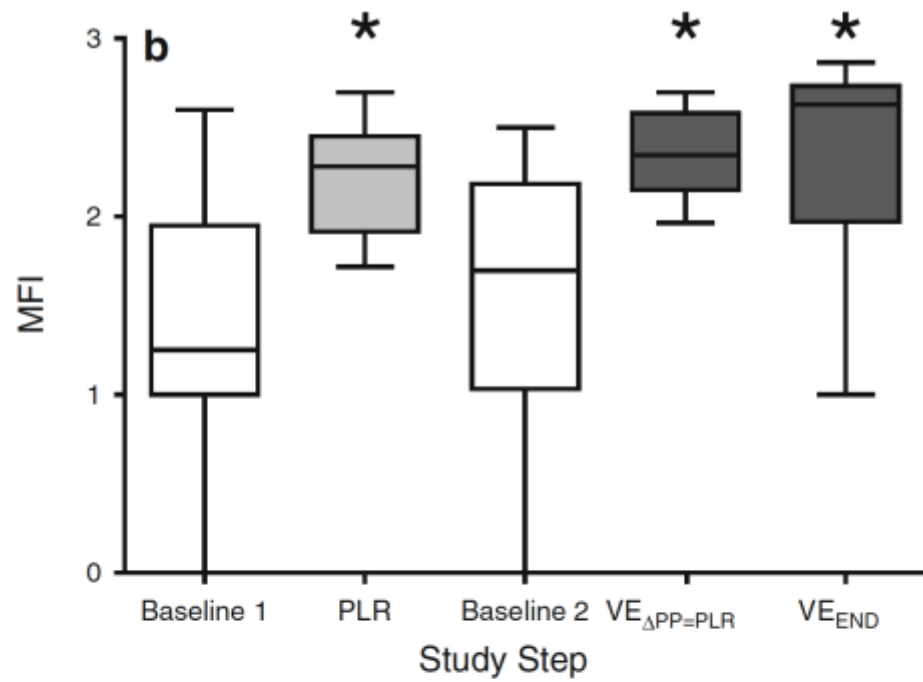 b
* * *
3
2
1
0
MFI
Baseline 1 PLR Baseline 2 VEΔPP=PLR VEEND
Study Step